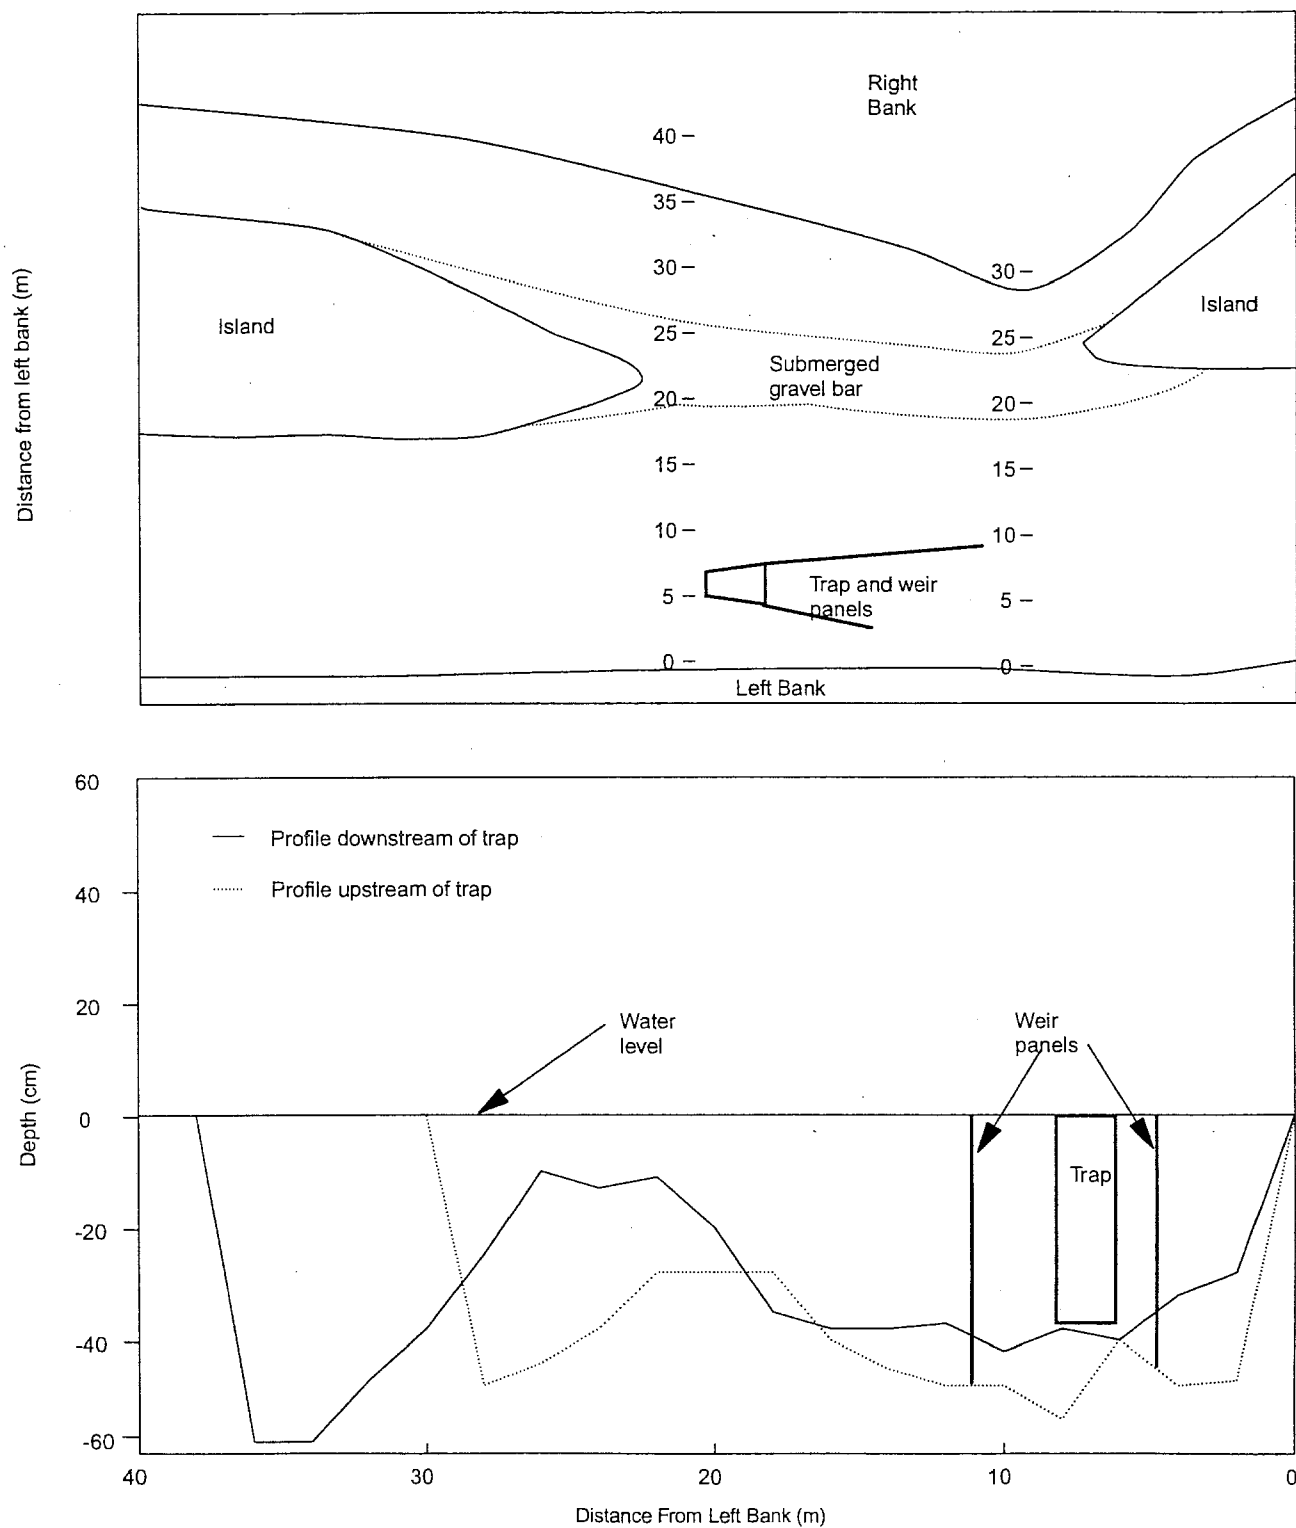 Right
Bank
40
35
30
30
Island
Island
25
25
Submerged
gravel bar
20
20
15
15
10
10
Trap and weir
panels
5
5
0
0
Left Bank
Distance from left bank (m)
60
Profile downstream of trap
Profile upstream of trap
40
20
Water
level
Weir
panels
0
Trap
-20
-40
-60
Depth (cm)
40
30
20
10
0
Distance From Left Bank (m)